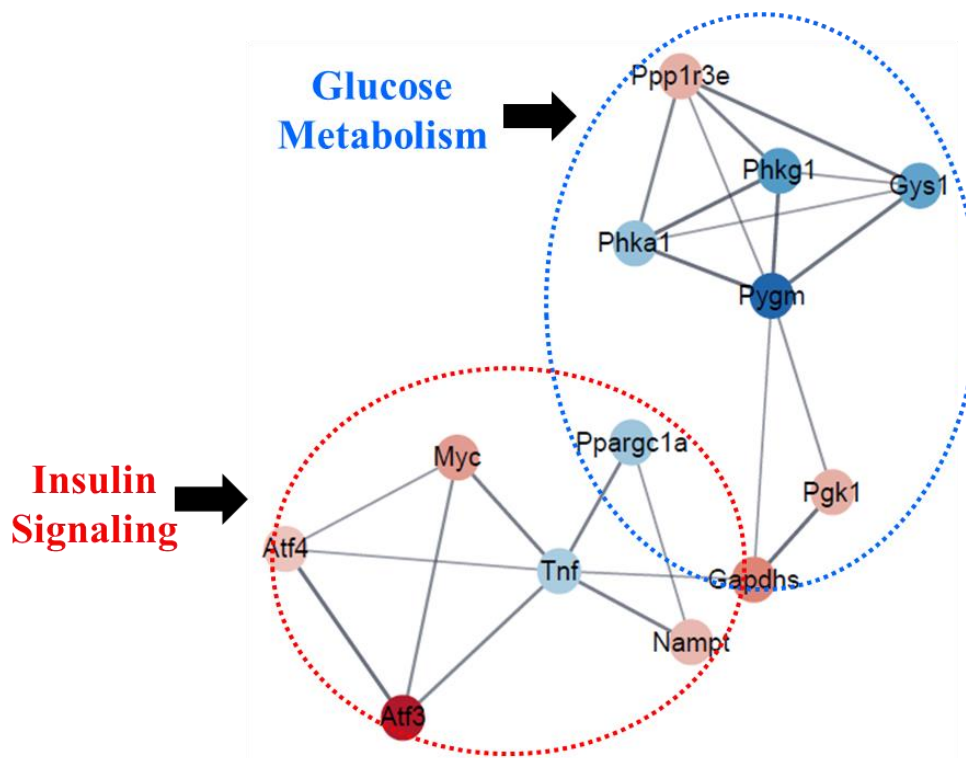 Ppp1r3e
Glucose
Metabolism
Phkg1
Gys1
Phka1
Pygm
Ppargc1a
Myc
Insulin
Signaling
Pgk1
Atf4
Tnf
Gapdhs
Nampt
Atf3